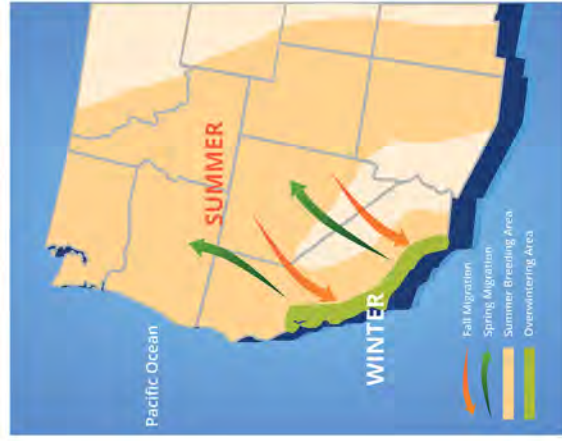 Pacific Ocean
SUMMER
WINTER
Fall Migration
Spring Migration
Summer Breeding Area
Overwintering Area